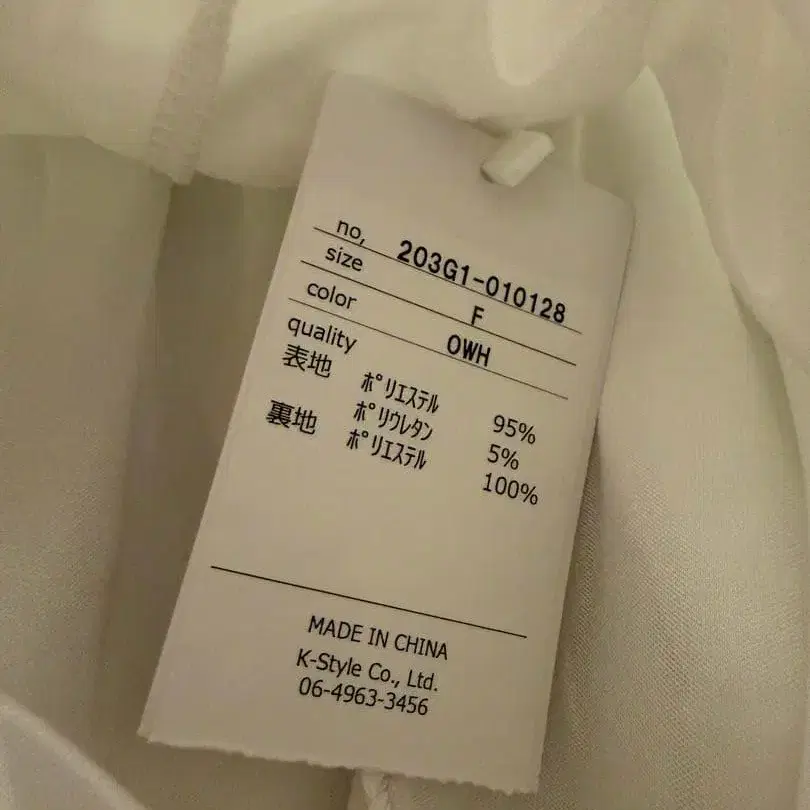 no, 203G1-010128
size F
color OWH
quality
表地 ﾎﾟﾘｴｽﾃﾙ 95%
ﾎﾟﾘｳﾚﾀﾝ 5%
裏地 ﾎﾟﾘｴｽﾃﾙ 100%
MADE IN CHINA
K-Style Co., Ltd.
06-4963-3456